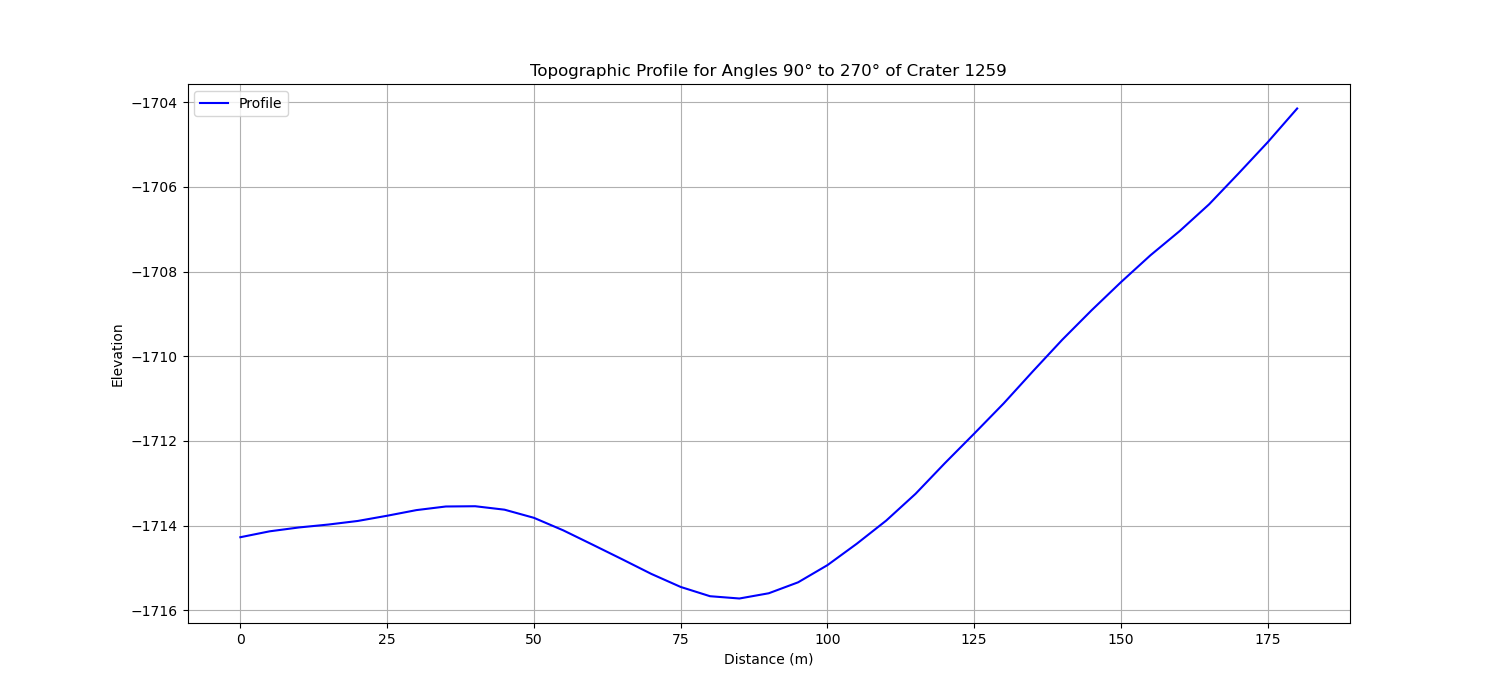 Topographic Profile for Angles 90° to 270° of Crater 1259
Profile
−1704
−1706
−1708
−1710
−1712
−1714
−1716
Elevation
0 25 50 75 100 125 150 175
Distance (m)